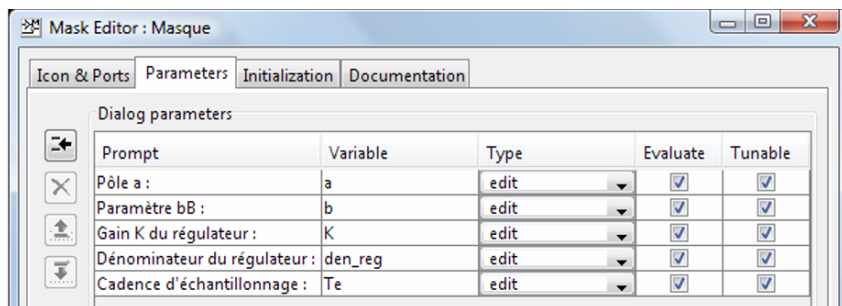 Mask Editor : Masque
Icon & Ports Parameters Initialization Documentation
Dialog parameters
Prompt Variable Type Evaluate Tunable
Pôle a : a edit
Paramètre bB : b edit
Gain K du régulateur : K edit
Dénominateur du régulateur : den_reg edit
Cadence d'échantillonnage : Te edit